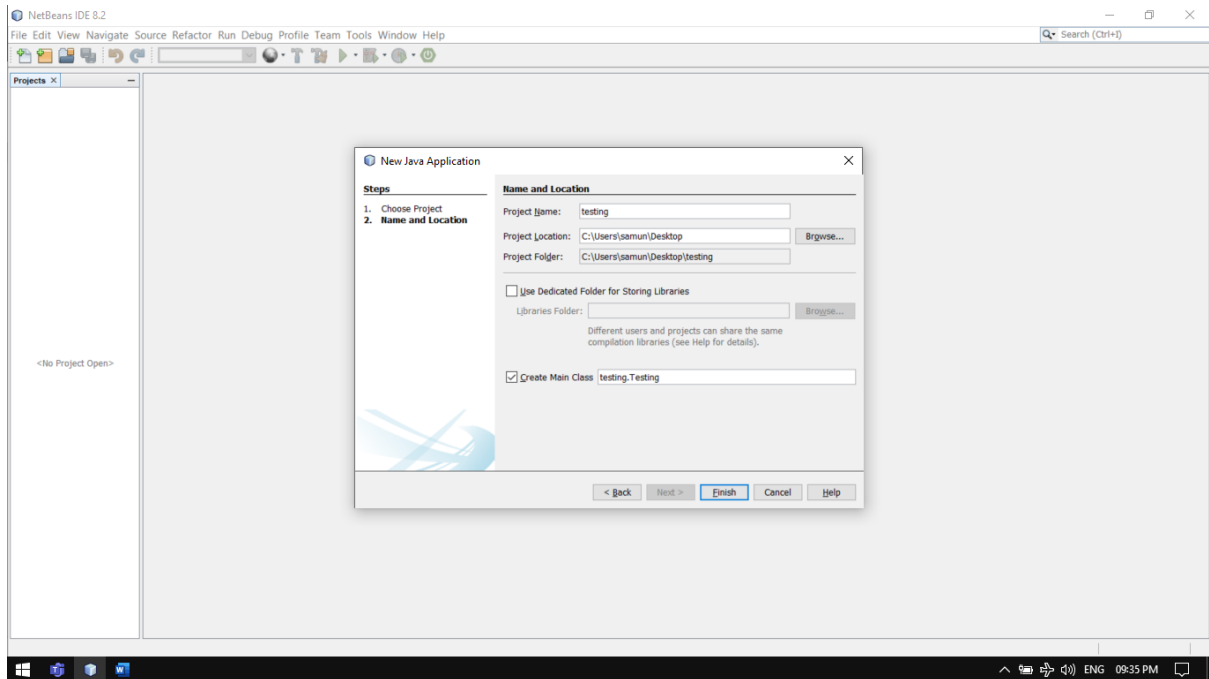 NetBeans IDE 8.2
File Edit View Navigate Source Refactor Run Debug Profile Team Tools Window Help
Search (Ctrl+I)
Projects
New Java Application
Steps
1. Choose Project
2. Name and Location
Name and Location
Project Name: testing
Project Location: C:\Users\samun\Desktop Browse...
Project Folder: C:\Users\samun\Desktop\testing
Use Dedicated Folder for Storing Libraries
Libraries Folder: Browse...
Different users and projects can share the same
compilation libraries (see Help for details).
Create Main Class testing.Testing
<No Project Open>
< Back Next > Finish Cancel Help
ENG 09:35 PM